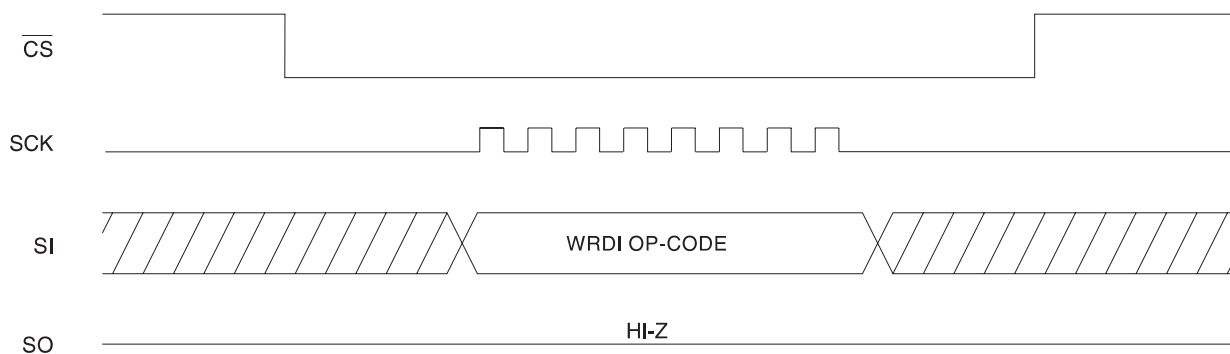 CS
SCK
SI
WRDI OP-CODE
HI-Z
SO